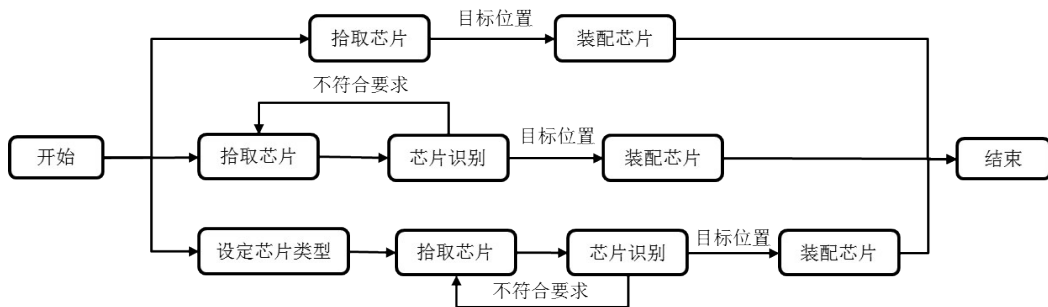 目标位置
拾取芯片
装配芯片
不符合要求
目标位置
开始
拾取芯片
芯片识别
装配芯片
结束
目标位置
设定芯片类型
拾取芯片
芯片识别
装配芯片
不符合要求